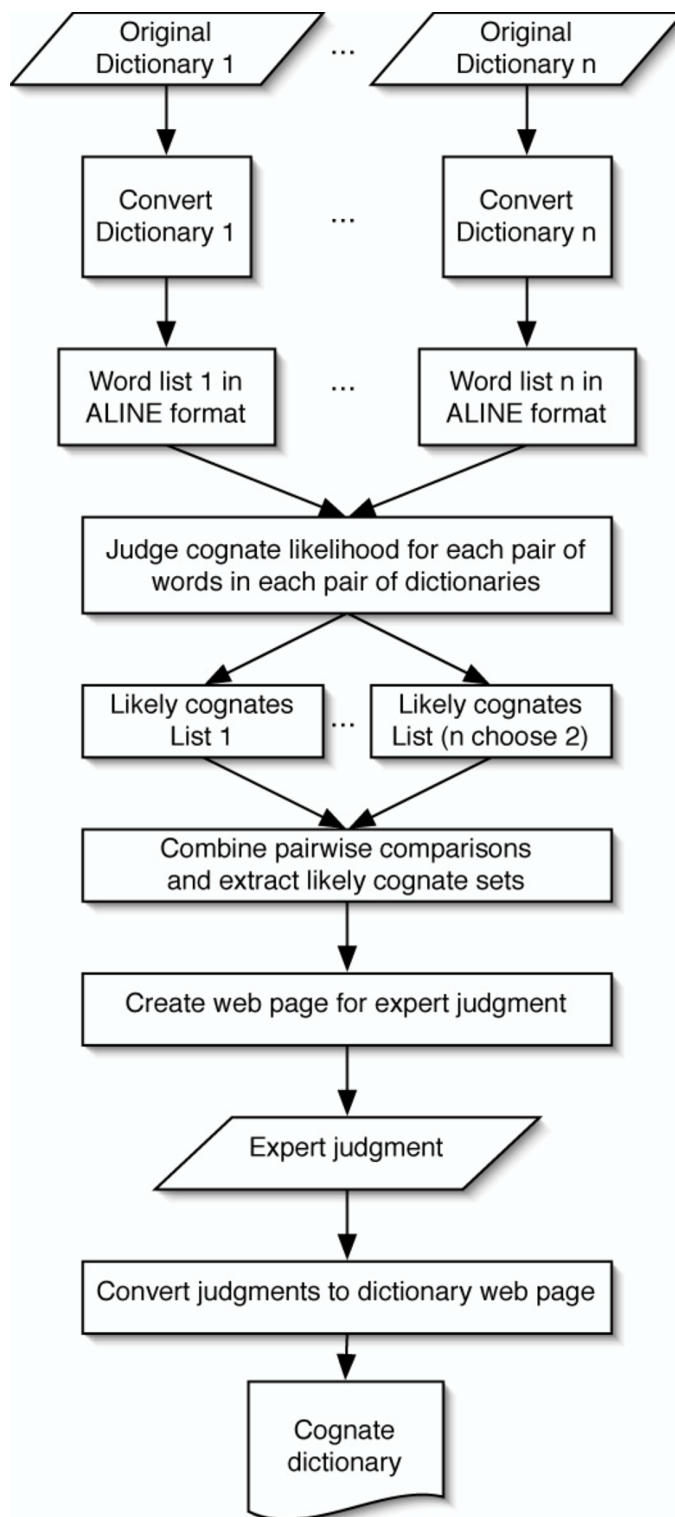 Original
Dictionary 1
...
Original
Dictionary n
Convert
Dictionary 1
...
Convert
Dictionary n
Word list 1 in
ALINE format
...
Word list n in
ALINE format
Judge cognate likelihood for each pair of
words in each pair of dictionaries
Likely cognates
List 1
...
Likely cognates
List (n choose 2)
Combine pairwise comparisons
and extract likely cognate sets
Create web page for expert judgment
Expert judgment
Convert judgments to dictionary web page
Cognate
dictionary